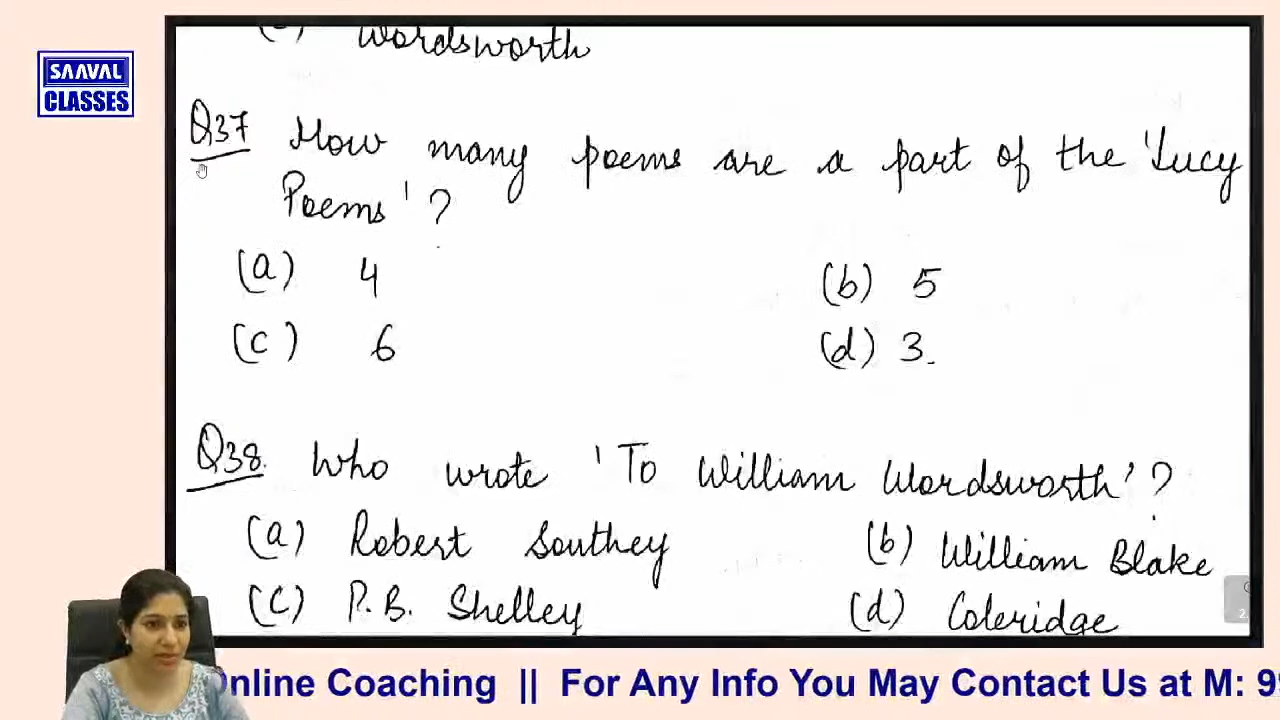 SAAVAL
CLASSES
(c) Wordsworth
Q37 How many poems are a part of the 'Lucy
Poems'?
(a) 4 (b) 5
(c) 6 (d) 3.
Q38. Who wrote 'To William Wordsworth'?
(a) Robert Southey (b) William Blake
(c) P.B. Shelley (d) Coleridge
Online Coaching || For Any Info You May Contact Us at M: 9